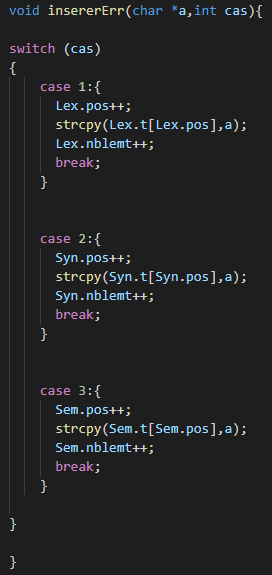 void insererErr(char *a,int cas){
switch (cas)
{
case 1:{
Lex.pos++;
strcpy(Lex.t[Lex.pos],a);
Lex.nblemt++;
break;
}
case 2:{
Syn.pos++;
strcpy(Syn.t[Syn.pos],a);
Syn.nblemt++;
break;
}
case 3:{
Sem.pos++;
strcpy(Sem.t[Sem.pos],a);
Sem.nblemt++;
break;
}
}
}